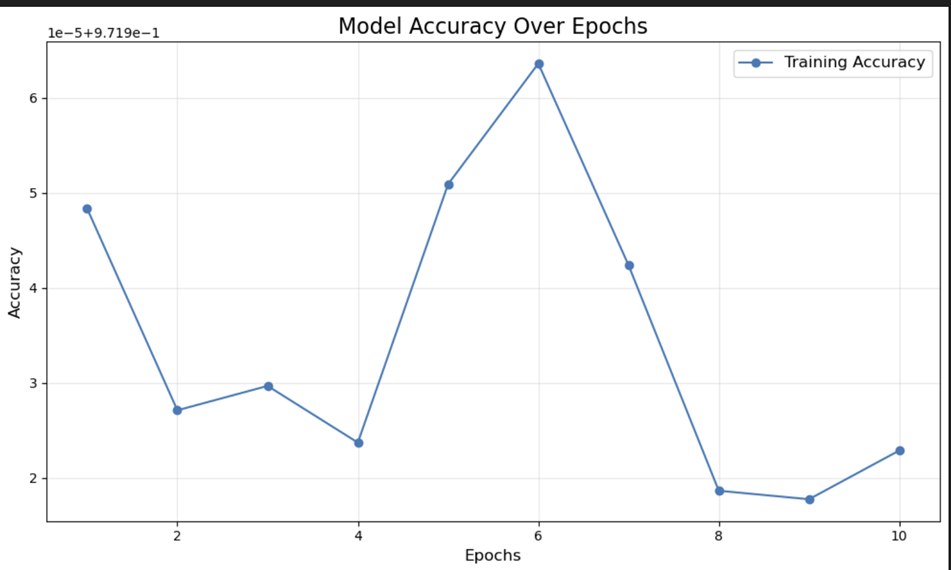 Model Accuracy Over Epochs
1e−5+9.719e−1
Training Accuracy
6
5
4
3
2
Accuracy
2 4 6 8 10
Epochs